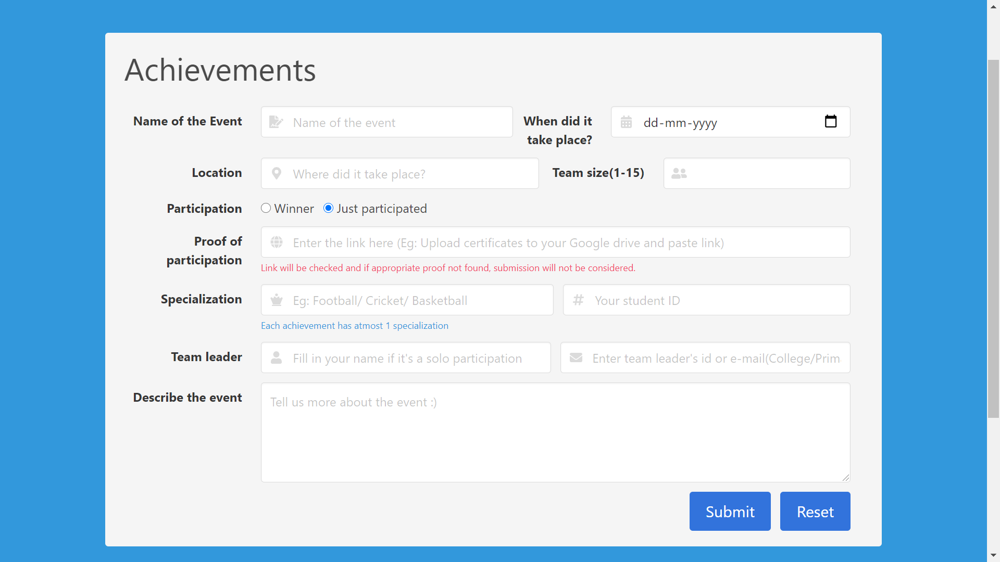 Achievements
Name of the Event
Name of the event
When did it
take place?
dd-mm-yyyy
Location
Where did it take place?
Team size(1-15)
Participation
Winner
Just participated
Proof of
participation
Enter the link here (Eg: Upload certificates to your Google drive and paste link)
Link will be checked and if appropriate proof not found, submission will not be considered.
Specialization
Eg: Football/ Cricket/ Basketball
# Your student ID
Each achievement has atmost 1 specialization
Team leader
Fill in your name if it's a solo participation
Enter team leader's id or e-mail(College/Prim
Describe the event
Tell us more about the event :)
Submit
Reset